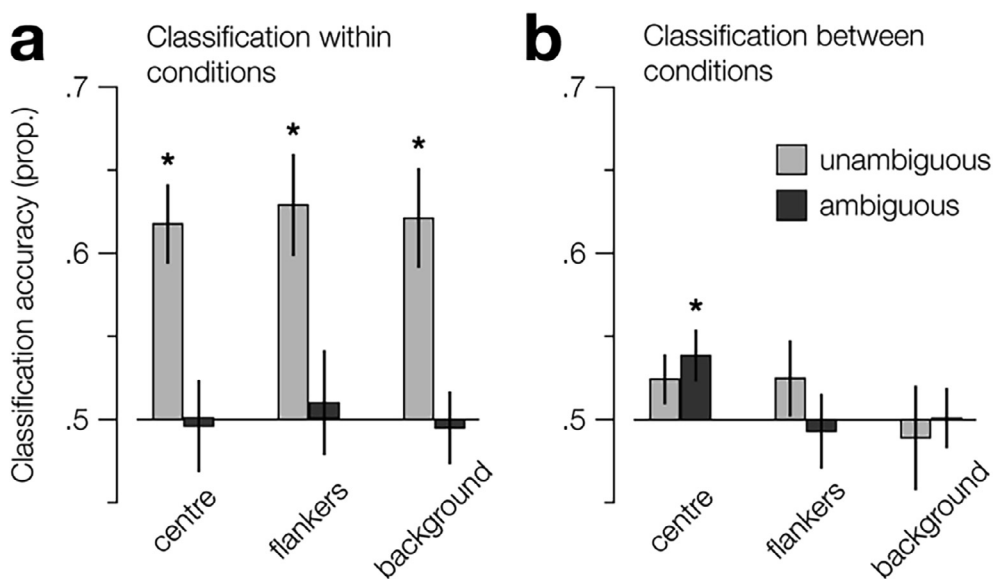 a
Classification within
conditions
Classification accuracy (prop.)
.7
.6
.5
*
*
*
centre
flankers
background
b
Classification between
conditions
.7
.6
.5
unambiguous
ambiguous
*
centre
flankers
background